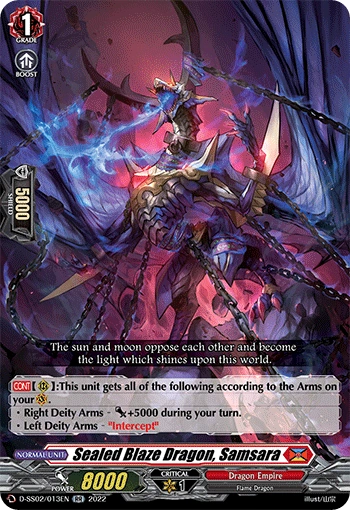 1
GRADE
BOOST
5000
SHIELD
The sun and moon oppose each other and become
the light which shines upon this world.
CONT [ ]:This unit gets all of the following according to the Arms on
your .
• Right Deity Arms - +5000 during your turn.
• Left Deity Arms - "Intercept"
NORMAL UNIT
Sealed Blaze Dragon, Samsara
POWER 8000
CRITICAL
1
Dragon Empire
Flame Dragon
D-SS02/013EN RR 2022
illust/山宗